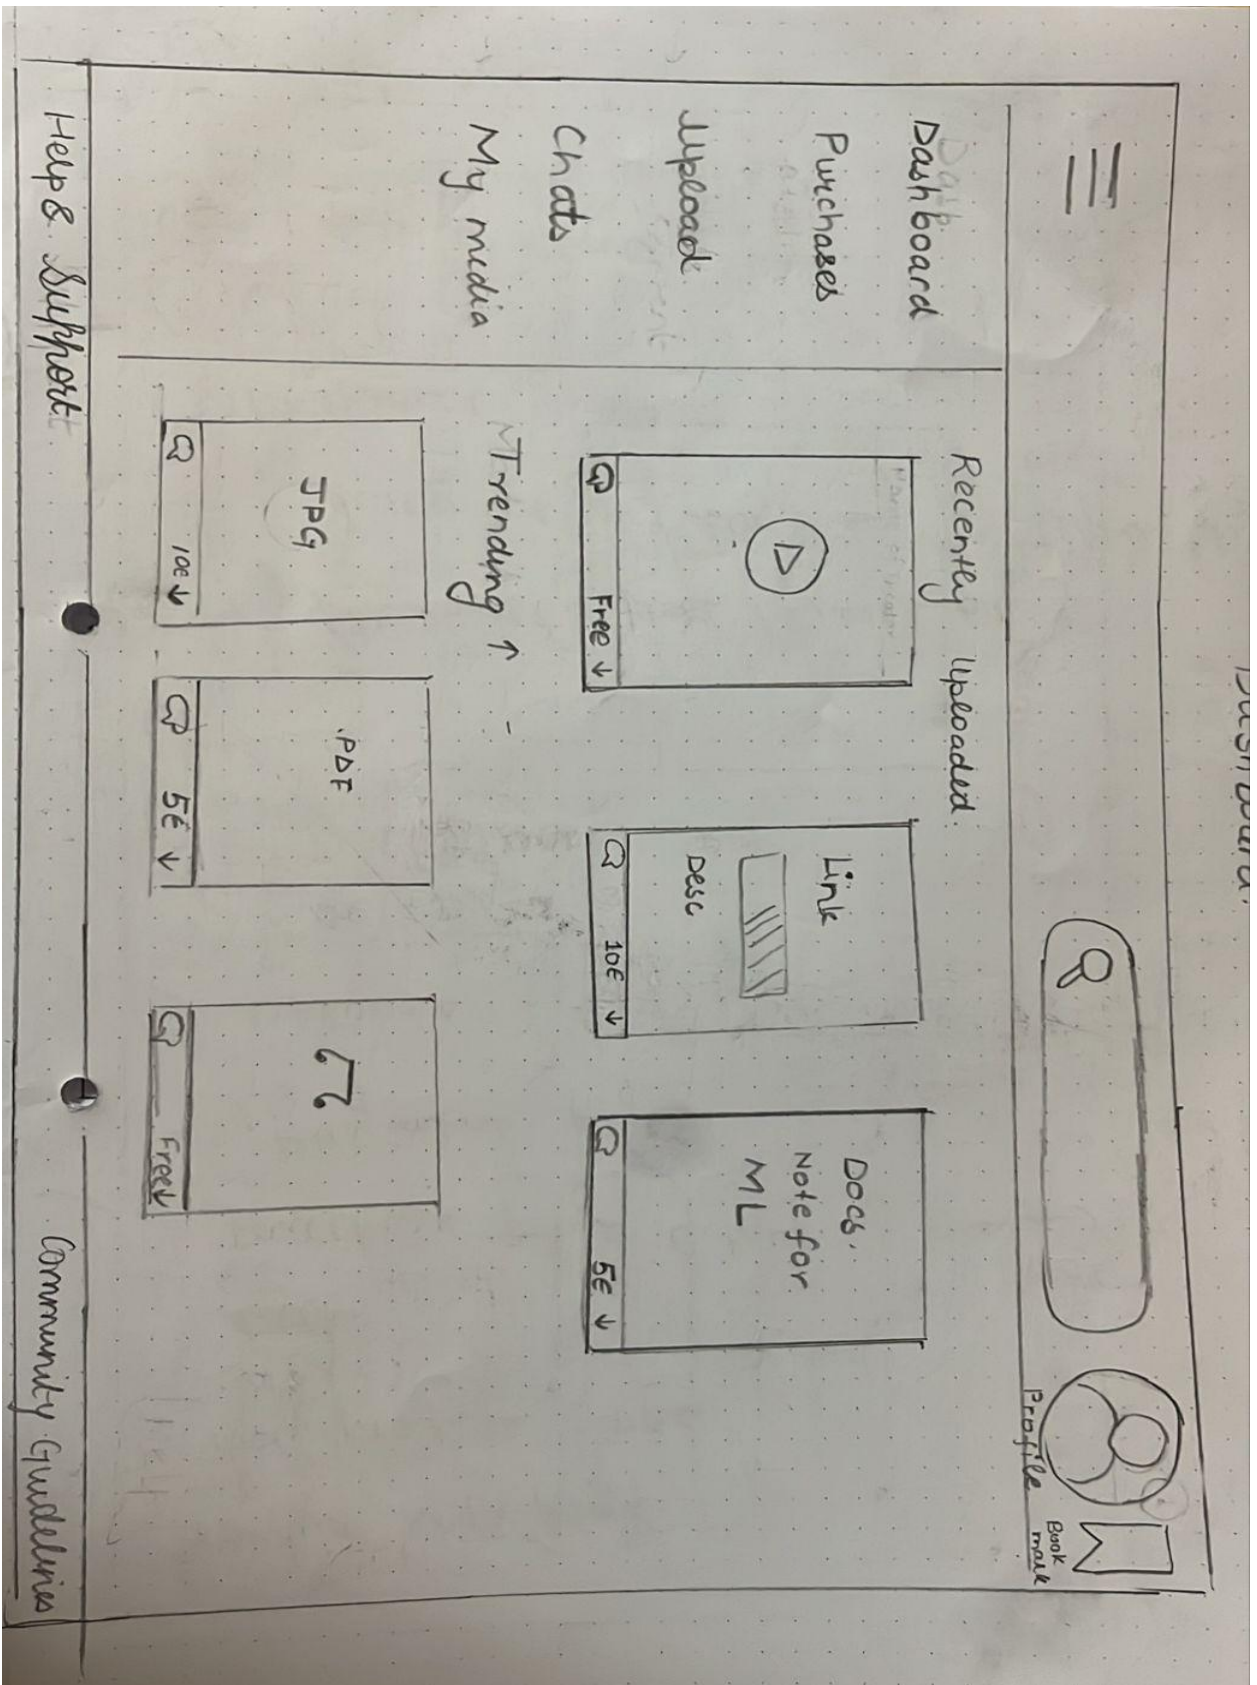 Dashboard.
Profile
Book
mark
Dashboard
Purchases
Upload
Chats
My media
Recently Uploaded.
Free ↓
Link
Desc
10€ ↓
Docs.
Note for
ML
5€ ↓
Trending ↑
JPG
10€ ↓
.PDF
5€ ↓
Free ↓
Help & Support
Community Guidelines